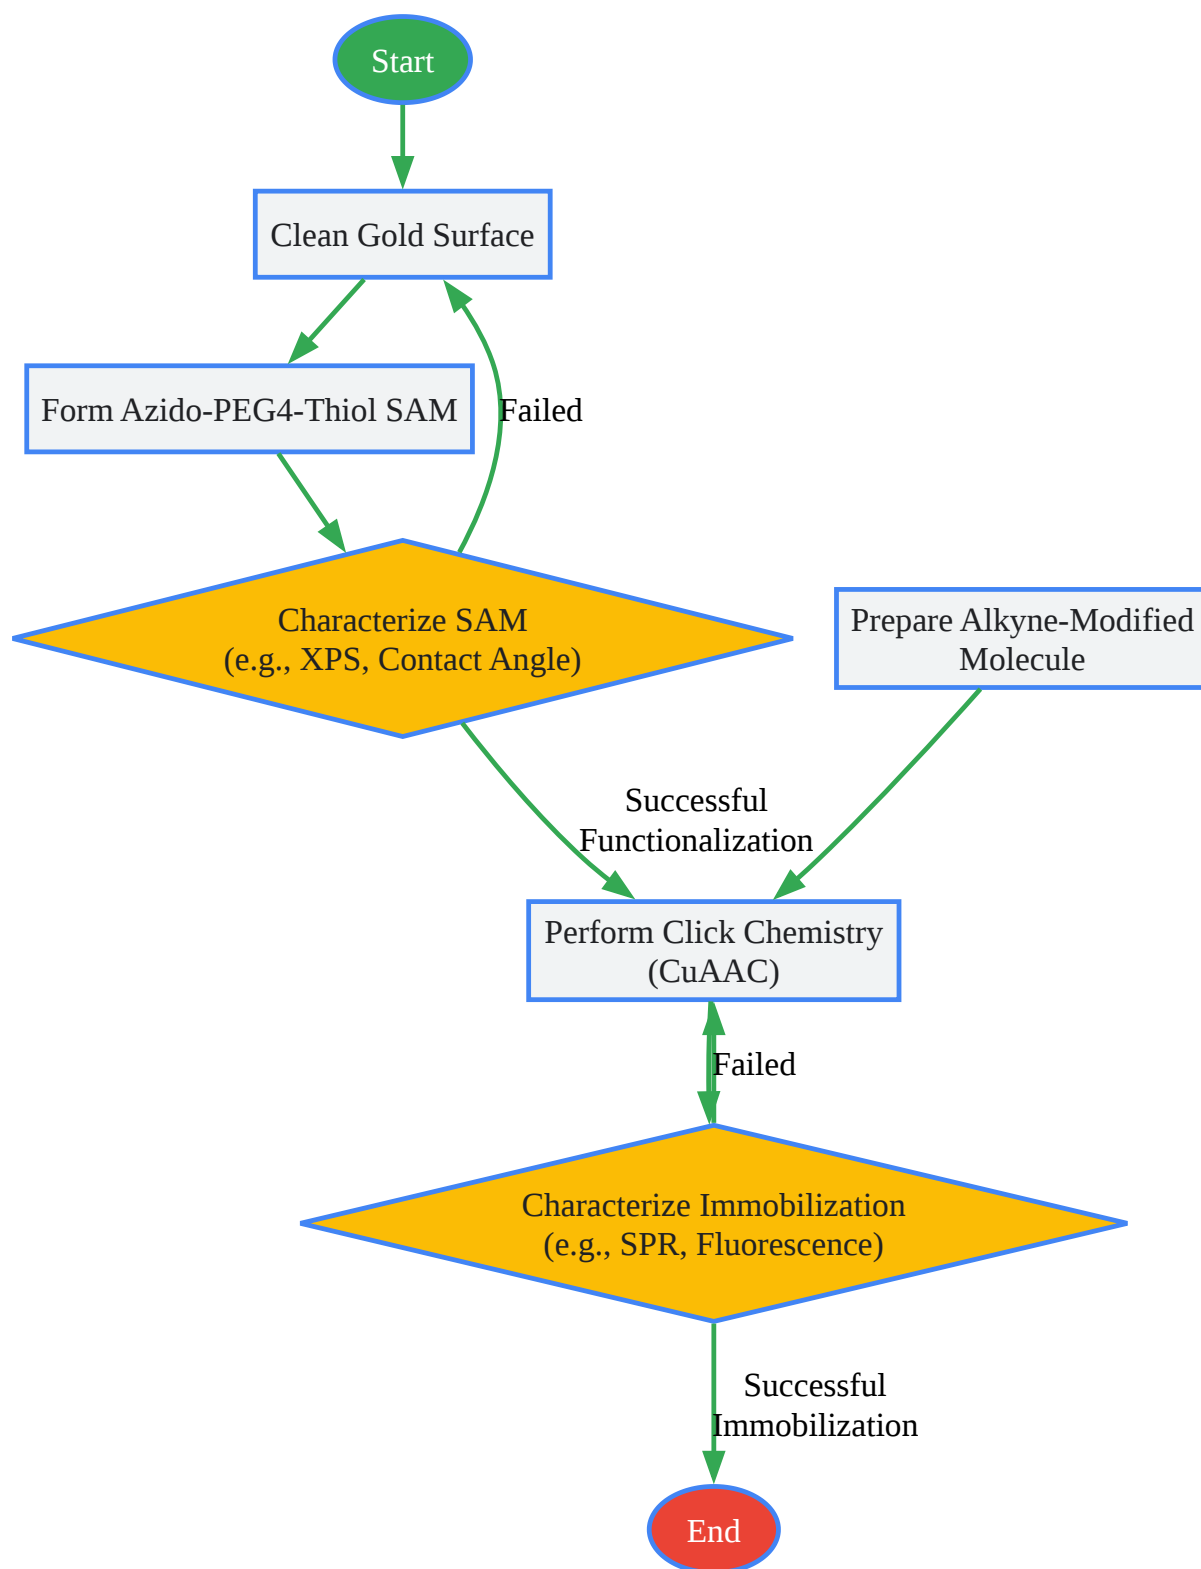 Start
Clean Gold Surface
Form Azido-PEG4-Thiol SAM
Failed
Characterize SAM
(e.g., XPS, Contact Angle)
Prepare Alkyne-Modified
Molecule
Successful
Functionalization
Perform Click Chemistry
(CuAAC)
Failed
Characterize Immobilization
(e.g., SPR, Fluorescence)
Successful
Immobilization
End